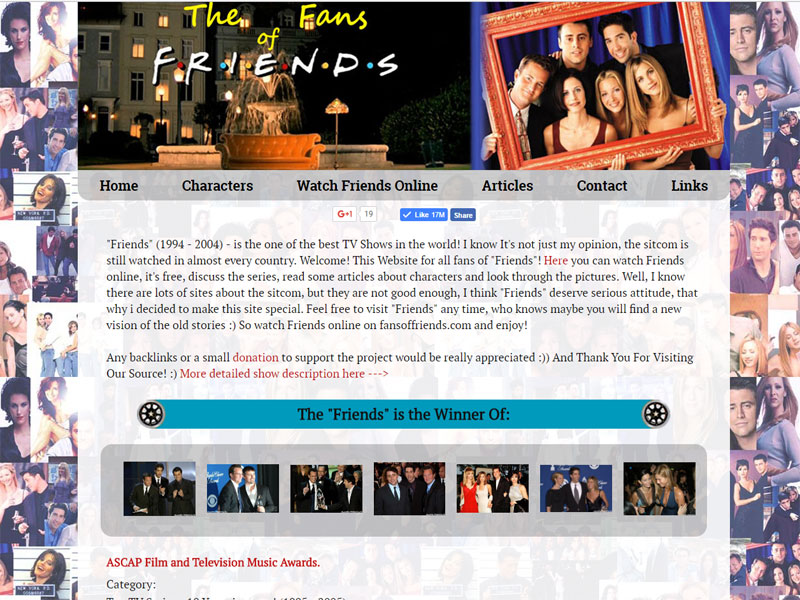 The Fans
of
F·R·I·E·N·D·S
Home Characters Watch Friends Online Articles Contact Links
G+1 19 Like 17M Share
"Friends" (1994 - 2004) - is the one of the best TV Shows in the world! I know It's not just my opinion, the sitcom is
still watched in almost every country. Welcome! This Website for all fans of "Friends"! Here you can watch Friends
online, it's free, discuss the series, read some articles about characters and look through the pictures. Well, I know
there are lots of sites about the sitcom, but they are not good enough, I think "Friends" deserve serious attitude, that
why i decided to make this site special. Feel free to visit "Friends" any time, who knows maybe you will find a new
vision of the old stories :) So watch Friends online on fansoffriends.com and enjoy!
Any backlinks or a small donation to support the project would be really appreciated :)) And Thank You For Visiting
Our Source! :) More detailed show description here --->
The "Friends" is the Winner Of:
ASCAP Film and Television Music Awards.
Category: